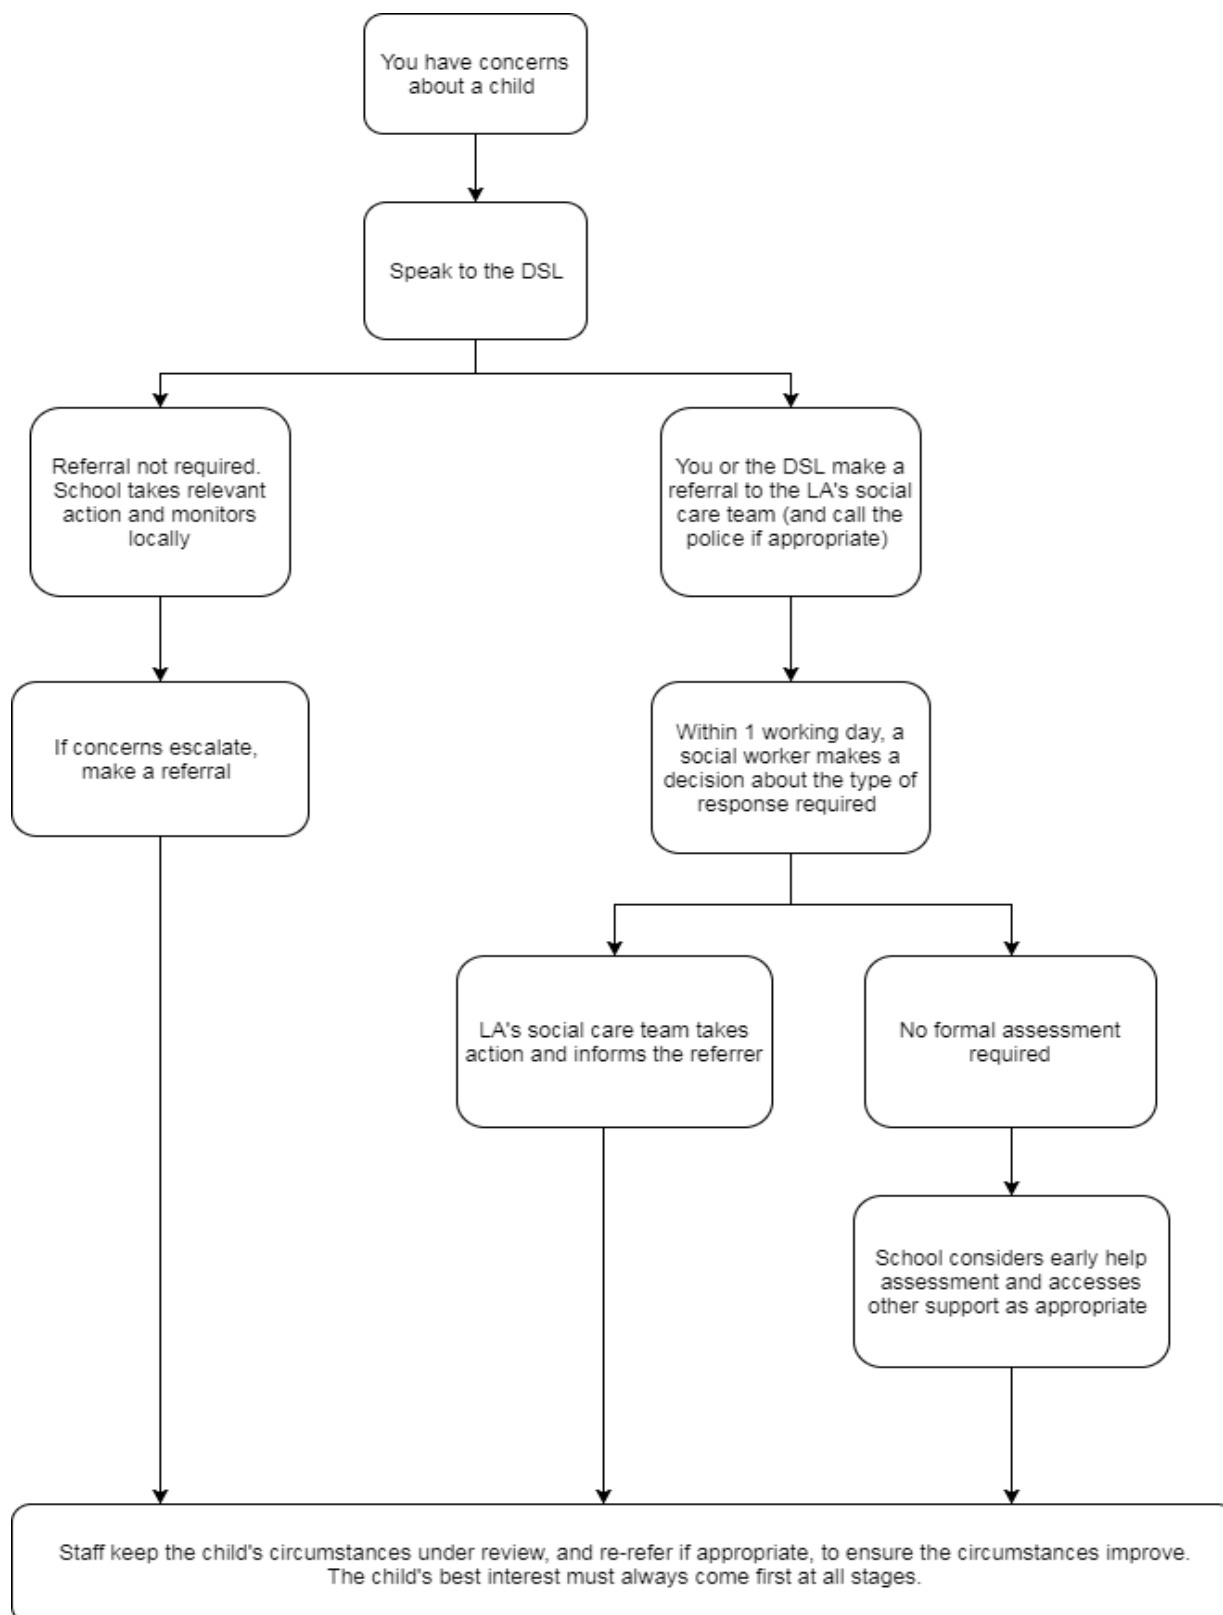 You have concerns
about a child
Speak to the DSL
Referral not required.
School takes relevant
action and monitors
locally
You or the DSL make a
referral to the LA's social
care team (and call the
police if appropriate)
If concerns escalate,
make a referral
Within 1 working day, a
social worker makes a
decision about the type of
response required
LA's social care team takes
action and informs the referrer
No formal assessment
required
School considers early help
assessment and accesses
other support as appropriate
Staff keep the child's circumstances under review, and re-refer if appropriate, to ensure the circumstances improve.
The child's best interest must always come first at all stages.